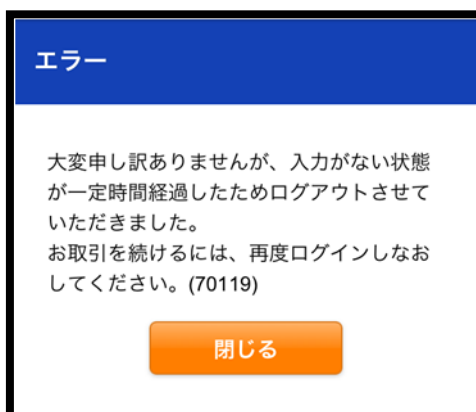 エラー
大変申し訳ありませんが、入力がない状態
が一定時間経過したためログアウトさせて
いただきました。
お取引を続けるには、再度ログインしなお
してください。(70119)
閉じる